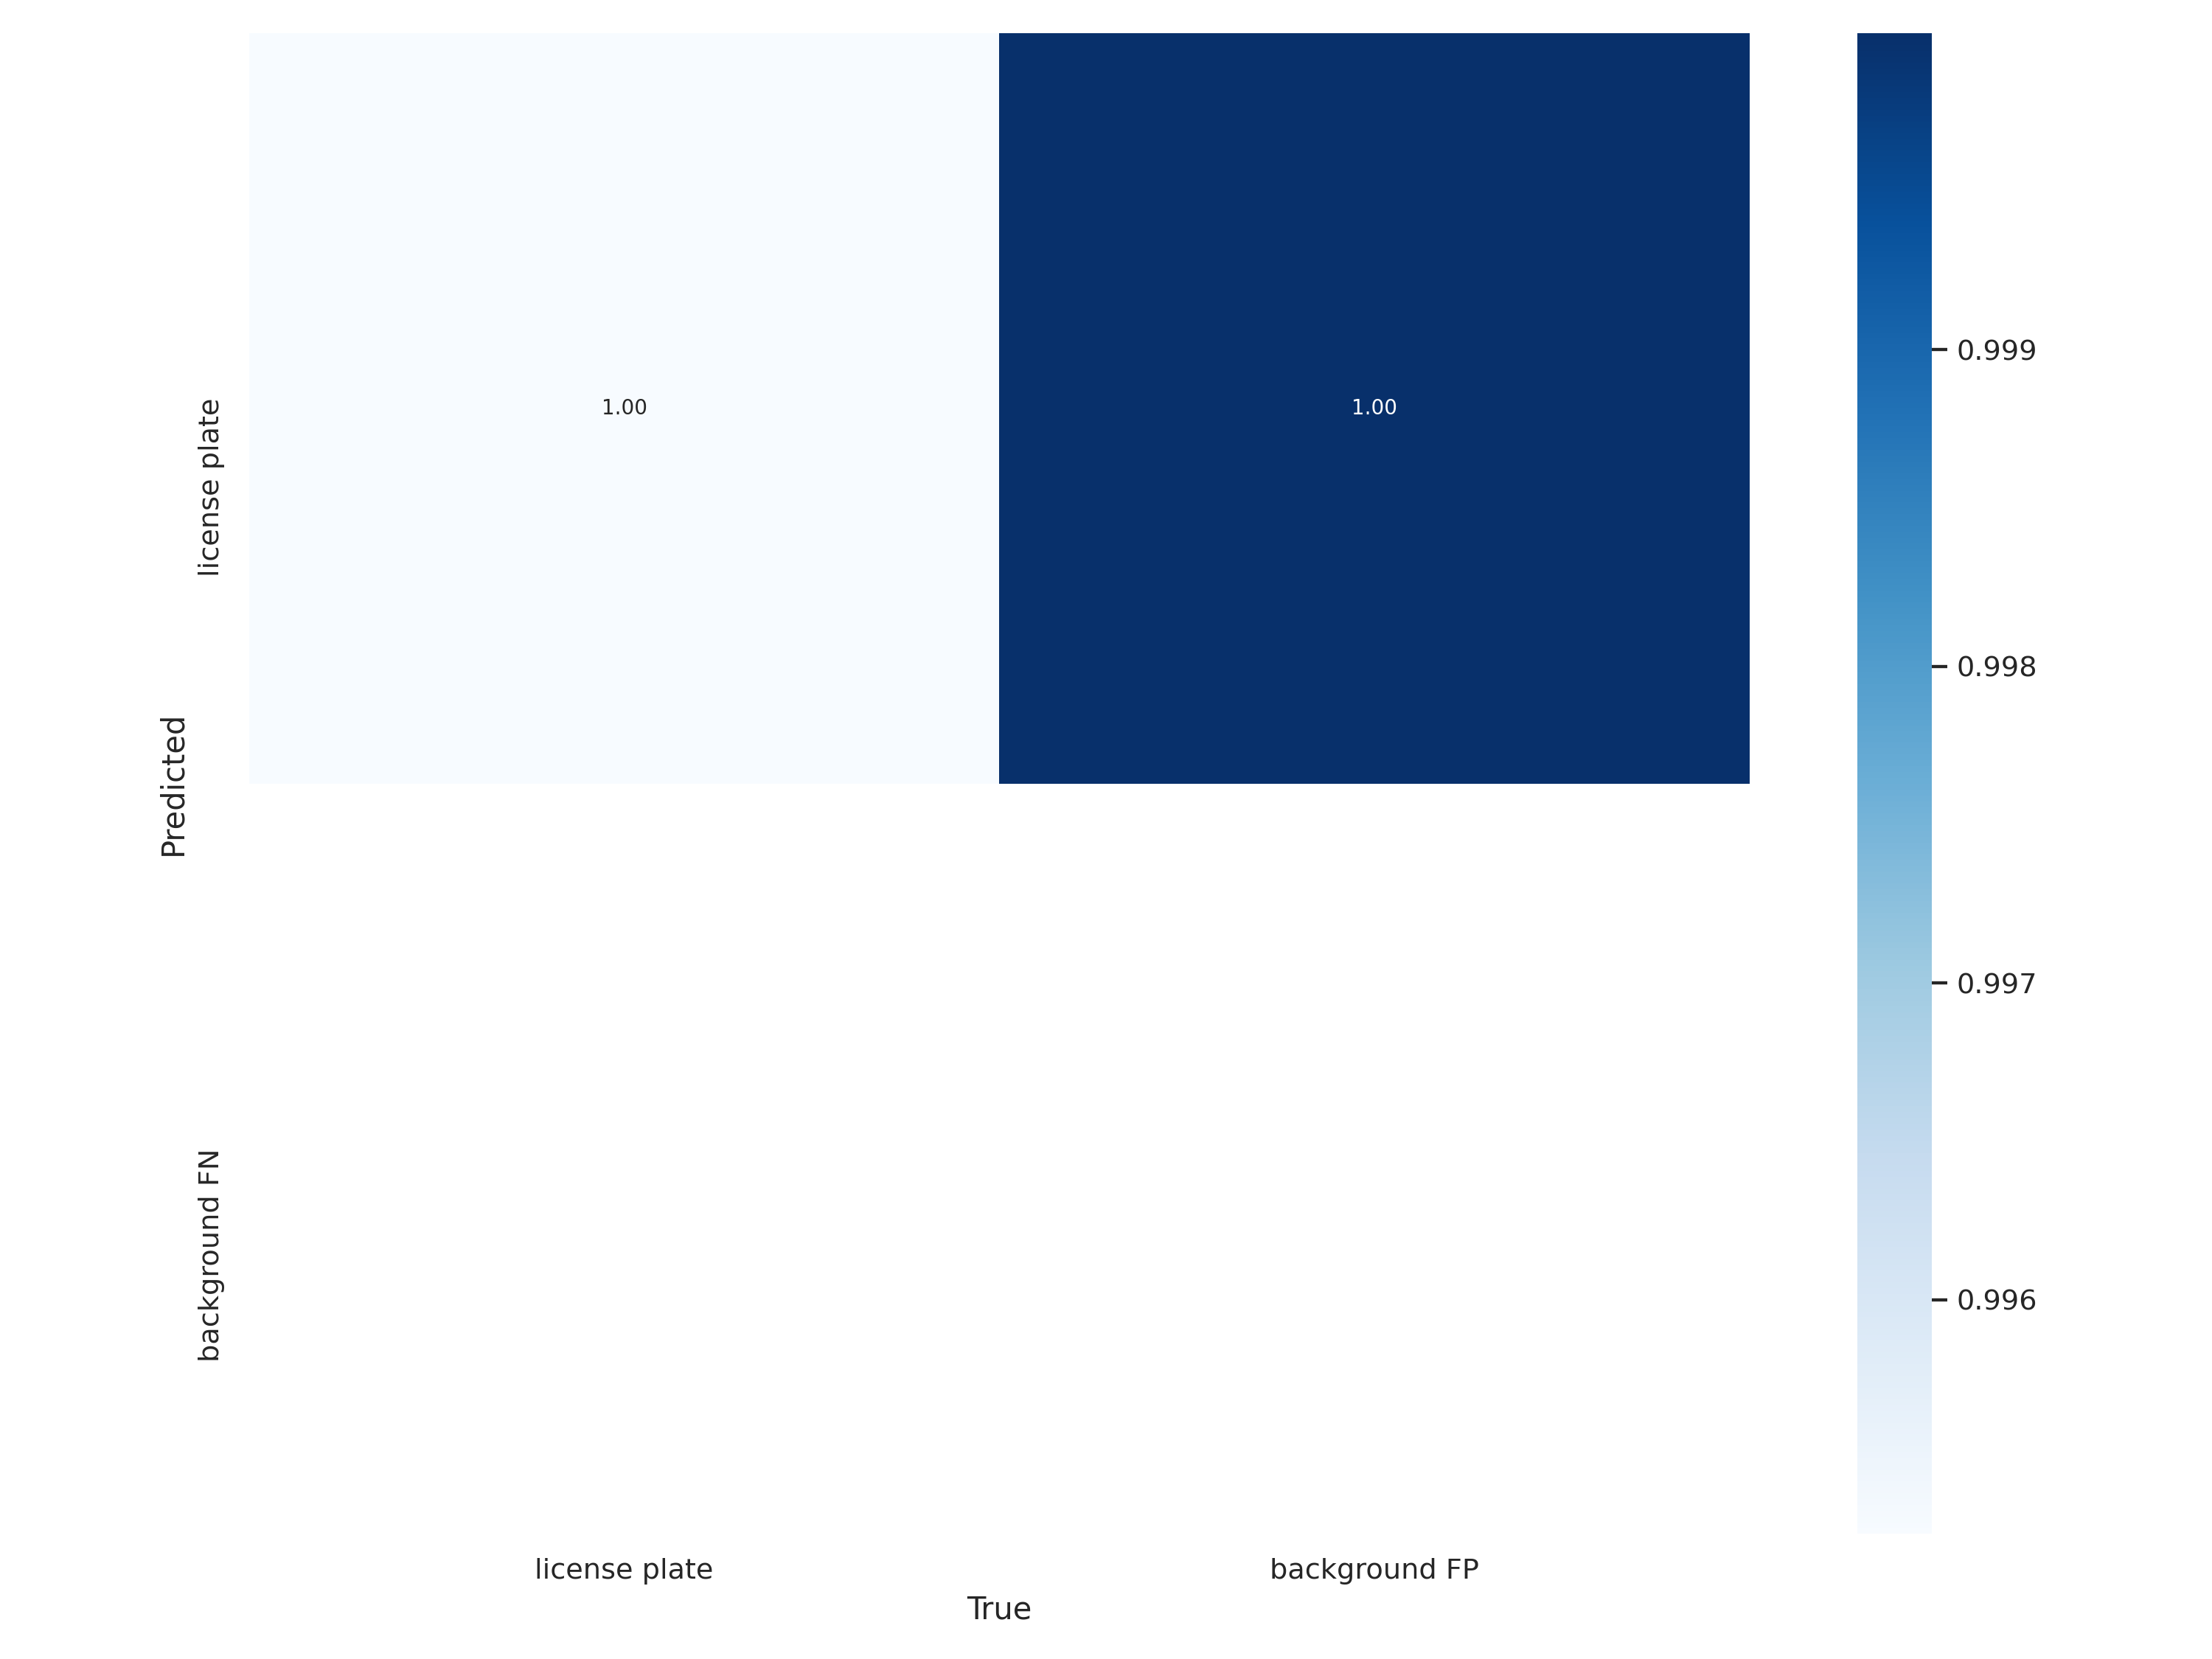 license plate
1.00
1.00
Predicted
background FN
license plate
background FP
True
0.999
0.998
0.997
0.996